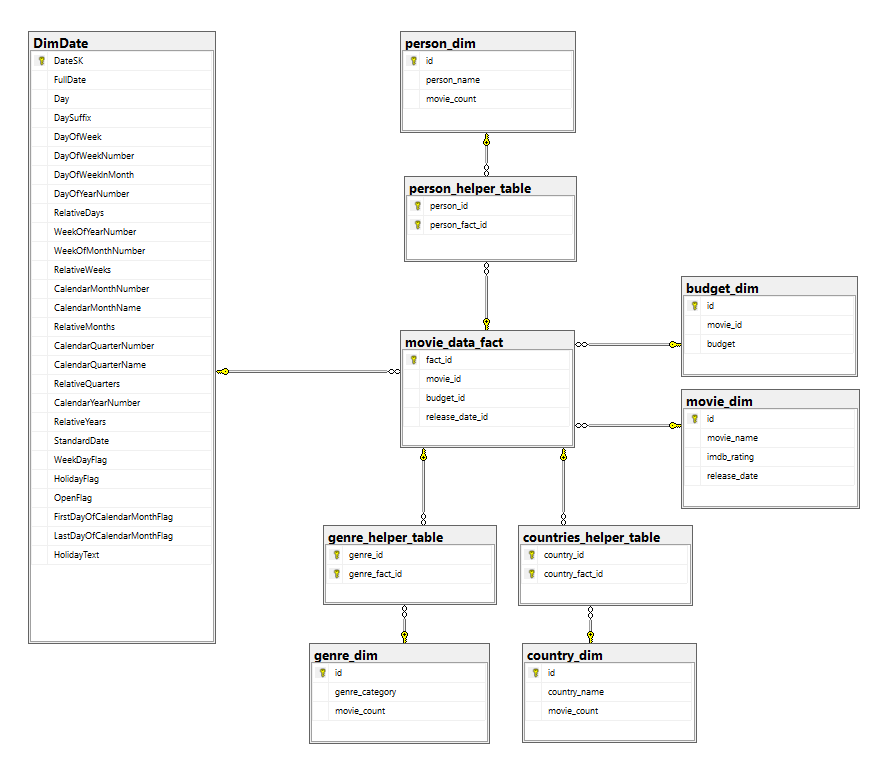 DimDate
DateSK
FullDate
Day
DaySuffix
DayOfWeek
DayOfWeekNumber
DayOfWeekInMonth
DayOfYearNumber
RelativeDays
WeekOfYearNumber
WeekOfMonthNumber
RelativeWeeks
CalendarMonthNumber
CalendarMonthName
RelativeMonths
CalendarQuarterNumber
CalendarQuarterName
RelativeQuarters
CalendarYearNumber
RelativeYears
StandardDate
WeekDayFlag
HolidayFlag
OpenFlag
FirstDayOfCalendarMonthFlag
LastDayOfCalendarMonthFlag
HolidayText
person_dim
id
person_name
movie_count
person_helper_table
person_id
person_fact_id
movie_data_fact
fact_id
movie_id
budget_id
release_date_id
budget_dim
id
movie_id
budget
movie_dim
id
movie_name
imdb_rating
release_date
genre_helper_table
genre_id
genre_fact_id
countries_helper_table
country_id
country_fact_id
genre_dim
id
genre_category
movie_count
country_dim
id
country_name
movie_count